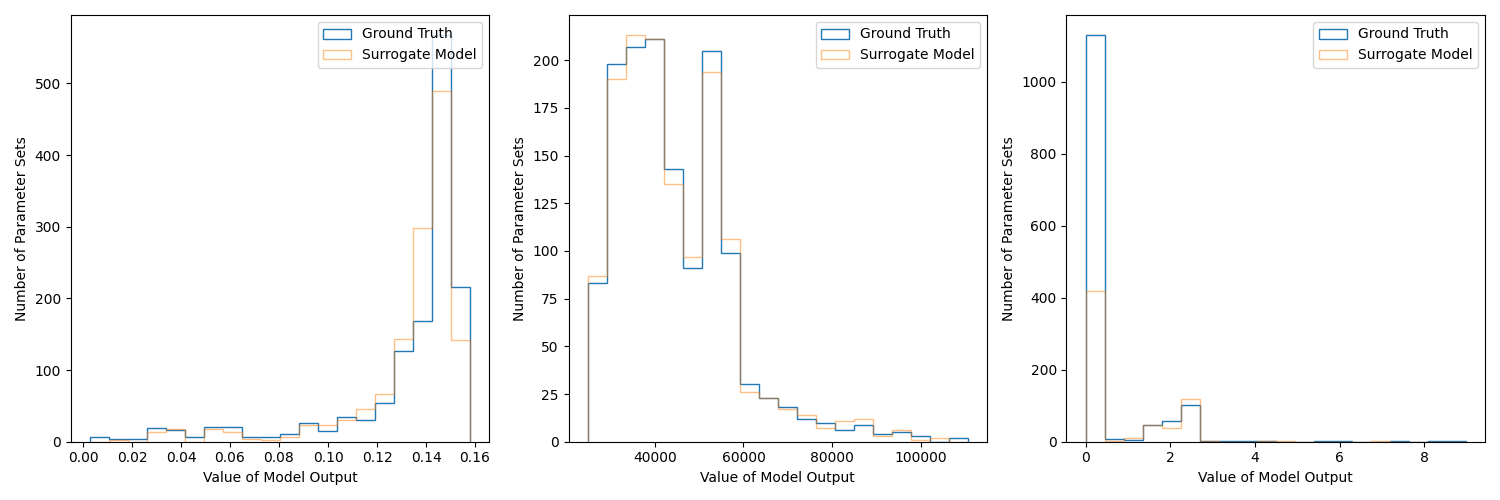 Ground Truth
Surrogate Model
Number of Parameter Sets
500
400
300
200
100
0
0.00 0.02 0.04 0.06 0.08 0.10 0.12 0.14 0.16
Value of Model Output
Ground Truth
Surrogate Model
Number of Parameter Sets
200
175
150
125
100
75
50
25
0
40000 60000 80000 100000
Value of Model Output
Ground Truth
Surrogate Model
Number of Parameter Sets
1000
800
600
400
200
0
0 2 4 6 8
Value of Model Output